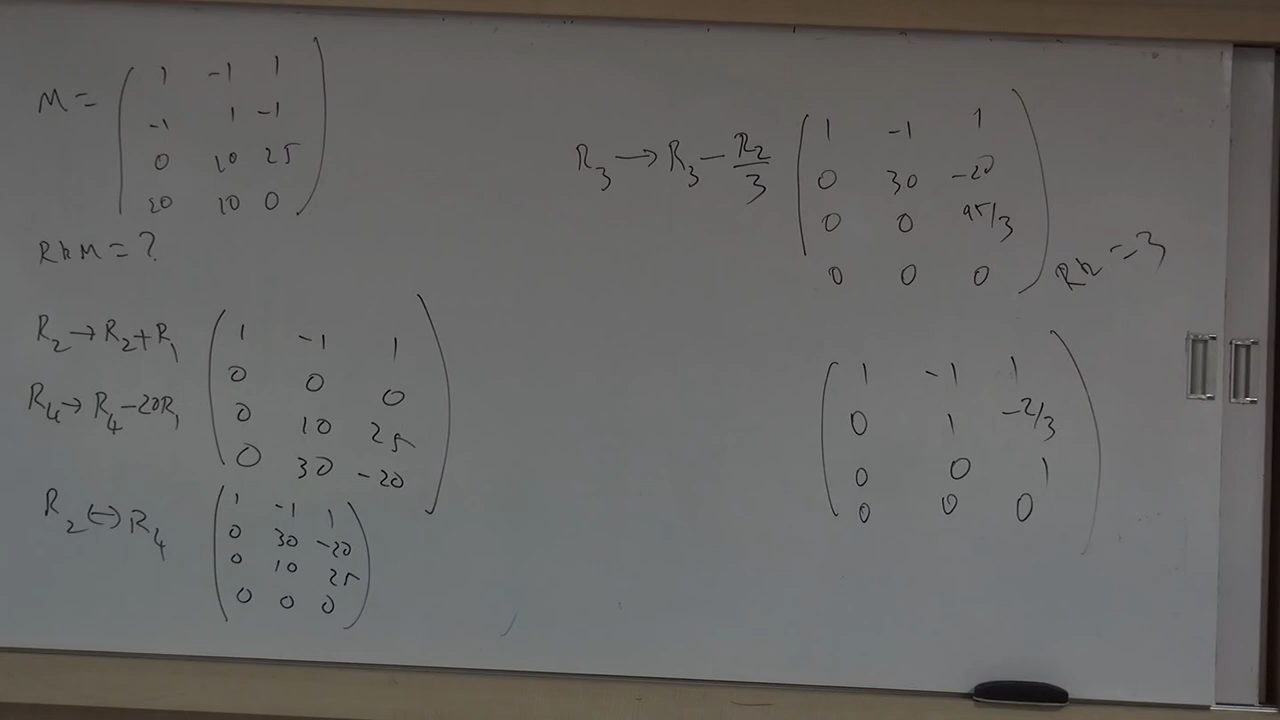 M = ( 1 -1 1
-1 1 -1
0 10 25
20 10 0 )
Rk M = ?
R2 → R2 + R1
R4 → R4 - 20R1
( 1 -1 1
0 0 0
0 10 25
0 30 -20 )
R2 ↔ R4
( 1 -1 1
0 30 -20
0 10 25
0 0 0 )
R3 → R3 - R2/3
( 1 -1 1
0 30 -20
0 0 95/3
0 0 0 )
Rk = 3
( 1 -1 1
0 1 -2/3
0 0 1
0 0 0 )